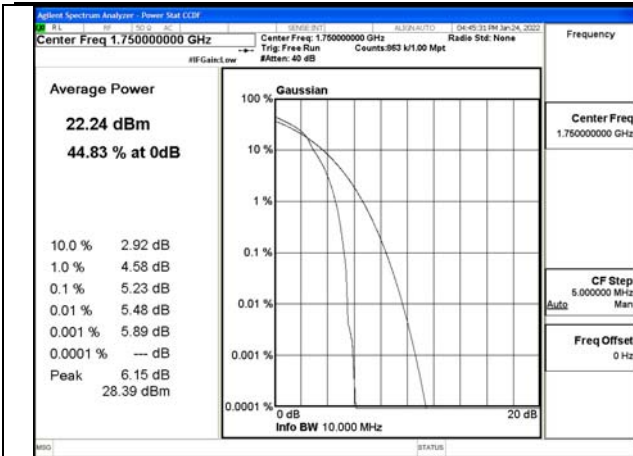 Agilent Spectrum Analyzer - Power Stat CCDF
RL RF 50 Ω AC SENSE:INT ALIGNAUTO 04:45:31 PM Jan 24, 2022
Center Freq 1.750000000 GHz
Center Freq: 1.750000000 GHz Radio Std: None
Trig: Free Run Counts:863 k/1.00 Mpt
#IFGain:Low #Atten: 40 dB
Frequency
Average Power
22.24 dBm
44.83 % at 0dB
10.0 % 2.92 dB
1.0 % 4.58 dB
0.1 % 5.23 dB
0.01 % 5.48 dB
0.001 % 5.89 dB
0.0001 % --- dB
Peak 6.15 dB
28.39 dBm
Gaussian
100 %
10 %
1 %
0.1 %
0.01 %
0.001 %
0.0001 %
0 dB 20 dB
Info BW 10.000 MHz
Center Freq
1.750000000 GHz
CF Step
5.000000 MHz
Auto Man
Freq Offset
0 Hz
MSG STATUS